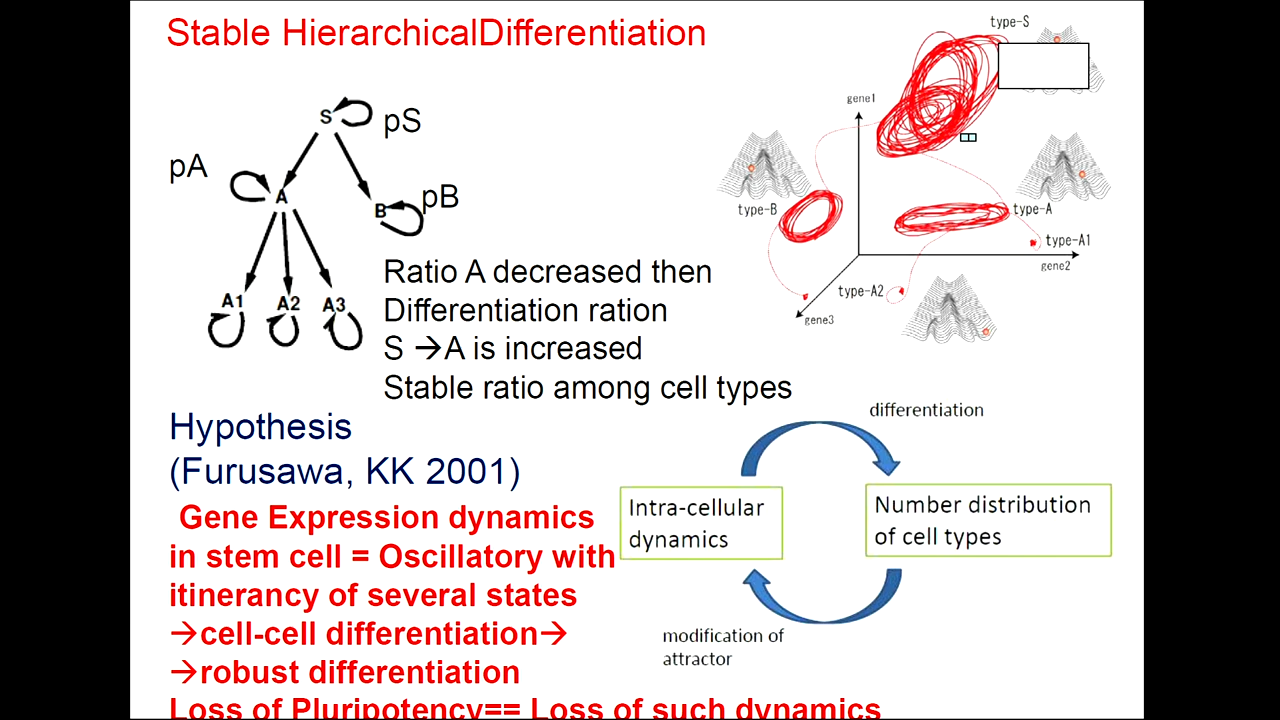 Stable HierarchicalDifferentiation
S
pS
pA
A
B
pB
A1
A2
A3
type-S
gene1
type-B
type-A
type-A1
gene2
type-A2
gene3
Ratio A decreased then
Differentiation ration
S →A is increased
Stable ratio among cell types
Hypothesis
(Furusawa, KK 2001)
Gene Expression dynamics
in stem cell = Oscillatory with
itinerancy of several states
→cell-cell differentiation→
→robust differentiation
Loss of Pluripotency== Loss of such dynamics
differentiation
Intra-cellular
dynamics
Number distribution
of cell types
modification of
attractor